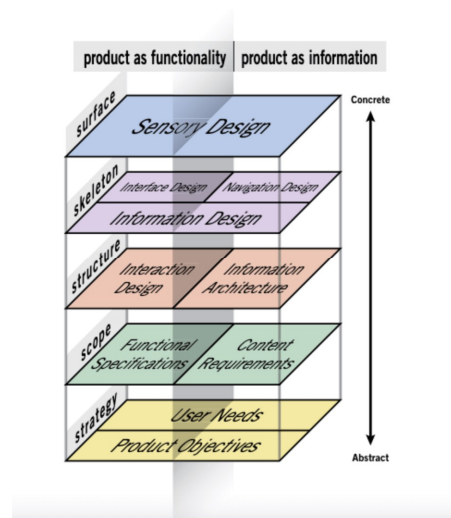 product as functionality
product as information
surface
Concrete
Sensory Design
skeleton
Interface Design
Navigation Design
Information Design
structure
Interaction
Design
Information
Architecture
scope
Functional
Specifications
Content
Requirements
strategy
User Needs
Product Objectives
Abstract